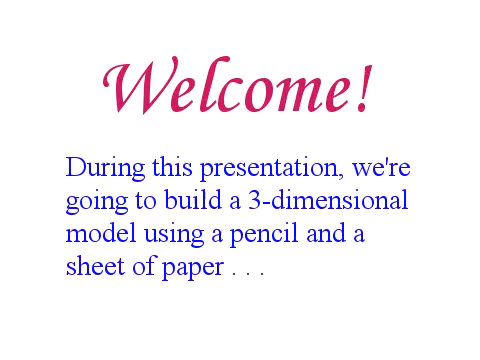 Welcome!
During this presentation, we're
going to build a 3-dimensional
model using a pencil and a
sheet of paper . . .